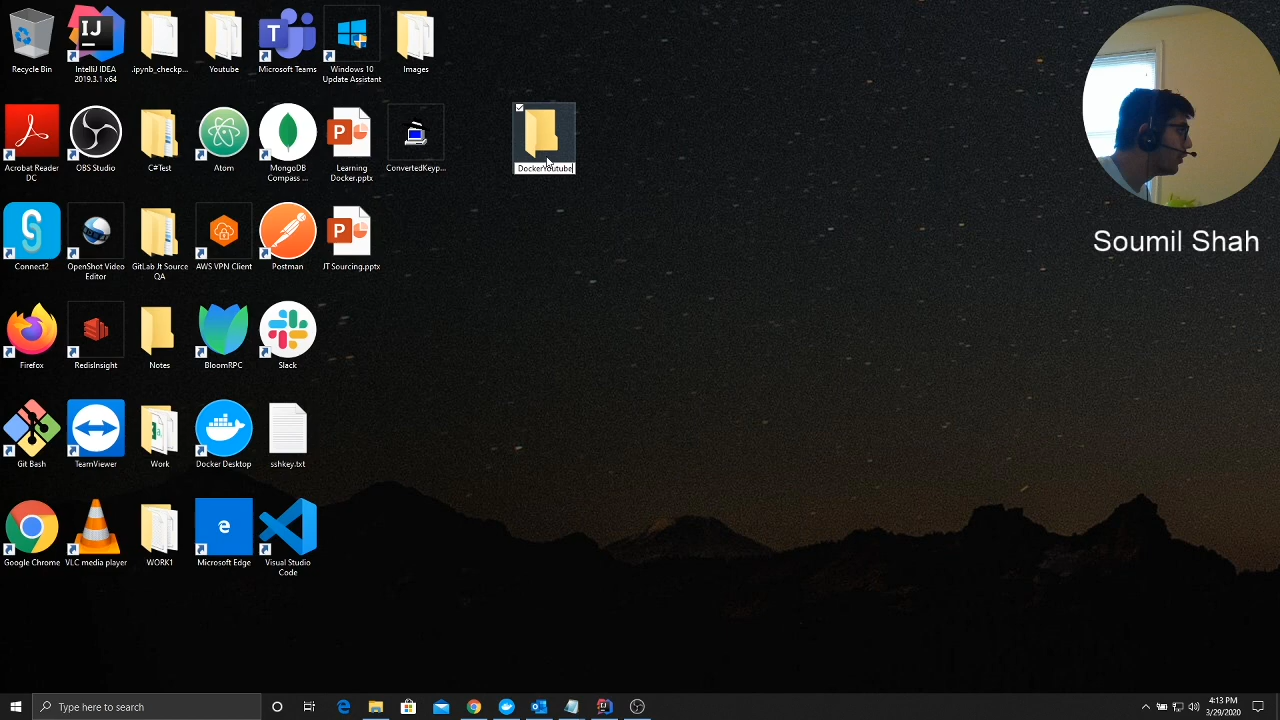 Recycle Bin
IntelliJ IDEA
2019.3.1 x64
.ipynb_checkp...
Youtube
Microsoft Teams
Windows 10
Update Assistant
Images
Acrobat Reader
DC
OBS Studio
C#Test
Atom
MongoDB
Compass ...
Learning
Docker.pptx
ConvertedKeyp...
DockerYoutube
Soumil Shah
Connect2
OpenShot Video
Editor
GitLab Jt Source
QA
AWS VPN Client
Postman
JT Sourcing.pptx
Firefox
RedisInsight
Notes
BloomRPC
Slack
Git Bash
TeamViewer
Work
Docker Desktop
sshkey.txt
Google Chrome
VLC media player
WORK1
Microsoft Edge
Visual Studio
Code
Type here to search
4:13 PM
3/29/2020